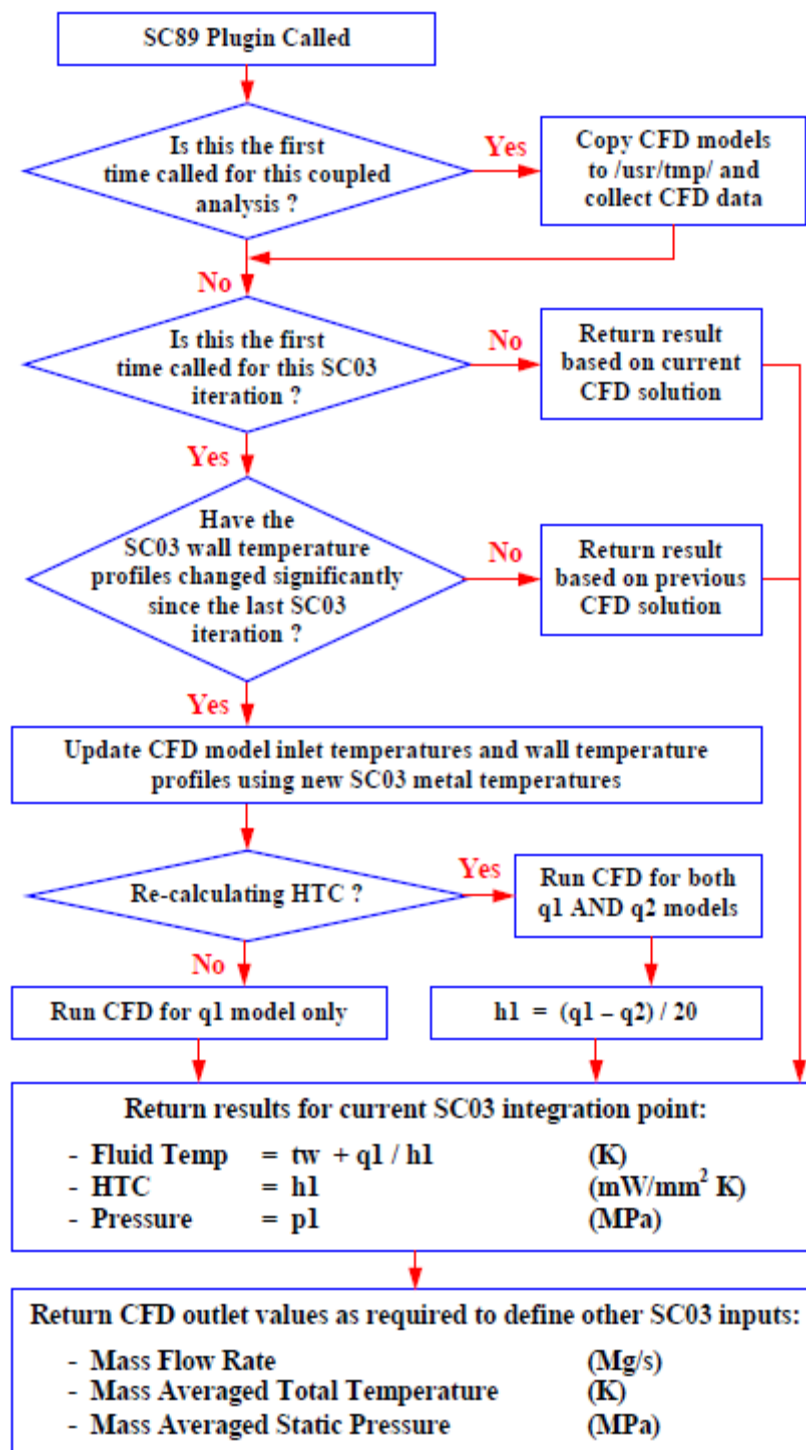 SC89 Plugin Called
Is this the first
time called for this coupled
analysis ?
Yes
Copy CFD models
to /usr/tmp/ and
collect CFD data
No
Is this the first
time called for this SC03
iteration ?
No
Return result
based on current
CFD solution
Yes
Have the
SC03 wall temperature
profiles changed significantly
since the last SC03
iteration ?
No
Return result
based on previous
CFD solution
Yes
Update CFD model inlet temperatures and wall temperature
profiles using new SC03 metal temperatures
Re-calculating HTC ?
Yes
Run CFD for both
q1 AND q2 models
No
Run CFD for q1 model only
h1 = (q1 – q2) / 20
Return results for current SC03 integration point:
- Fluid Temp = tw + q1 / h1 (K)
- HTC = h1 (mW/mm² K)
- Pressure = p1 (MPa)
Return CFD outlet values as required to define other SC03 inputs:
- Mass Flow Rate (Mg/s)
- Mass Averaged Total Temperature (K)
- Mass Averaged Static Pressure (MPa)